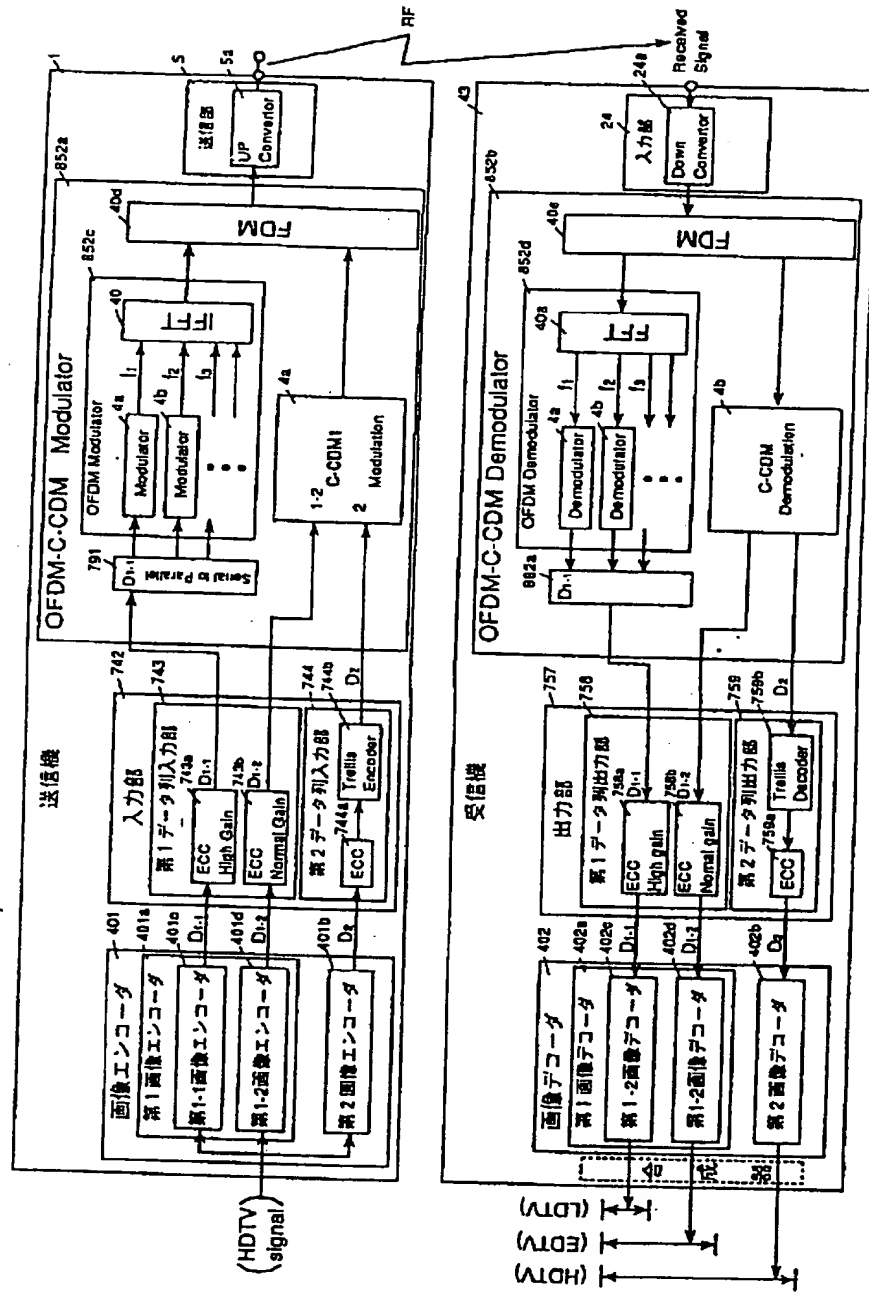 送信機
1
(HDTV signal)
画像エンコーダ
401
第1画像エンコーダ
401a
第1-1画像エンコーダ
401c
第1-2画像エンコーダ
401d
第2画像エンコーダ
401b
D1-1
D1-2
D2
入力部
742
第1データ列入力部
743
743a
D1-1
ECC
High Gain
743b
D1-2
ECC
Normal Gain
第2データ列入力部
744
744a
ECC
744b
Trellis
Encoder
D2
OFDM-C-CDM Modulator
852a
791
D1-1
Serial to Parallel
OFDM Modulator
852c
4a
Modulator
4b
Modulator
f1
f2
f3
40
IFFT
4a
1-2
C-CDM1
2
Modulation
40d
FDM
送信部
5
5a
UP
Convertor
RF
受信機
43
Received
Signal
入力部
24
24a
Down
Convertor
OFDM-C-CDM Demodulator
852b
40e
FDM
OFDM Demodulator
852d
40a
FFT
f1
f2
f3
4a
Demodulator
4b
Demodulator
882a
D1-1
4b
C-CDM
Demodulation
出力部
757
第1データ列出力部
758
758a
D1-1
ECC
High gain
758b
D1-2
ECC
Normal gain
第2データ列出力部
759
759a
ECC
759b
Trellis
Decoder
D2
画像デコーダ
402
第1画像デコーダ
402a
第1-2画像デコーダ
402c
第1-2画像デコーダ
402d
第2画像デコーダ
402b
D1-1
D1-2
D2
合成部
(LDTV)
(EDTV)
(HDTV)